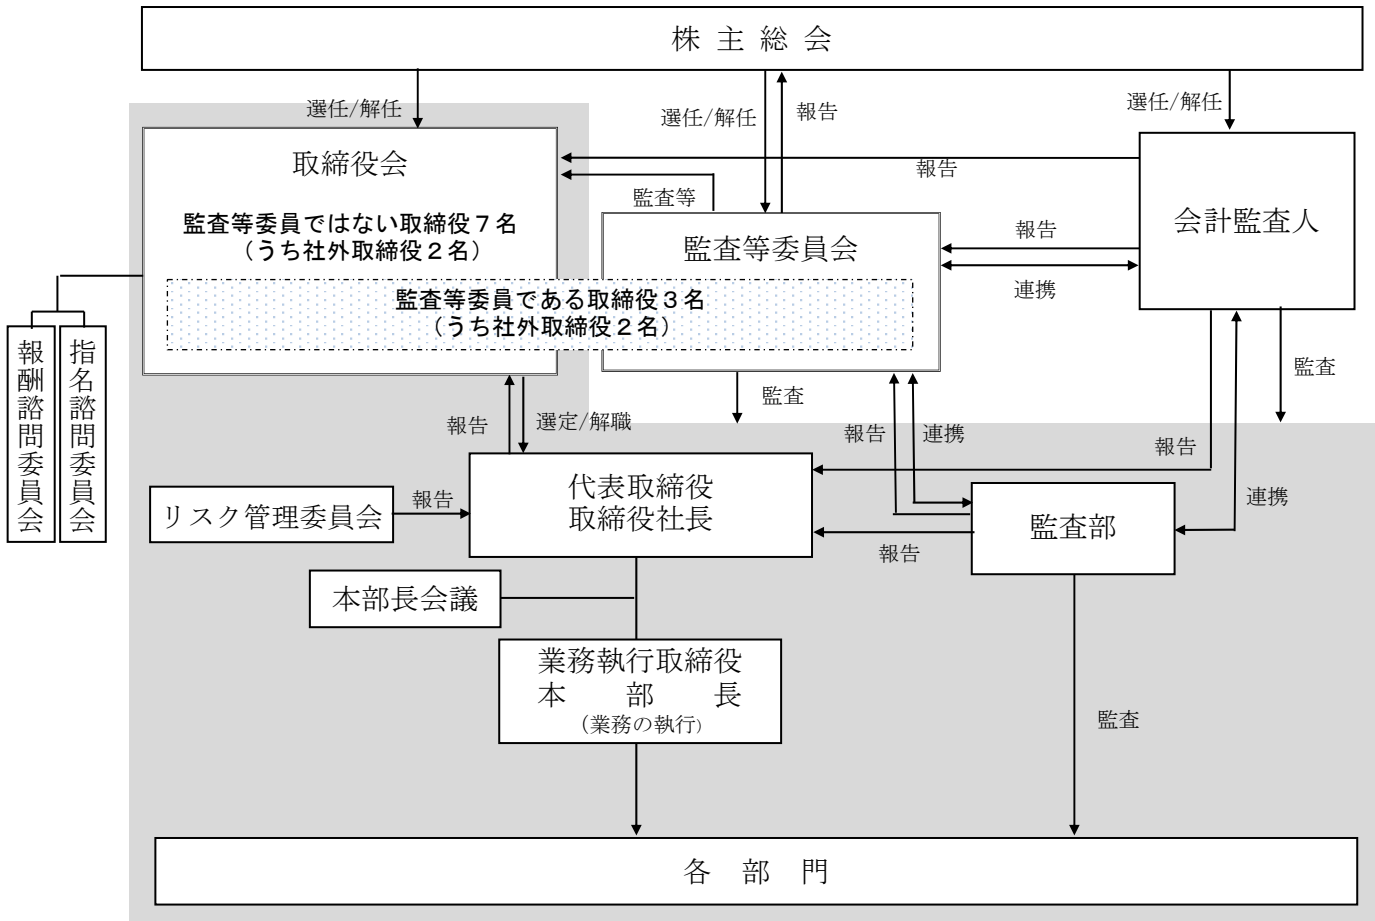 株主総会
選任/解任
選任/解任
報告
選任/解任
取締役会
監査等委員ではない取締役７名
（うち社外取締役２名）
報告
監査等
監査等委員会
会計監査人
報告
連携
監査等委員である取締役３名
（うち社外取締役２名）
報酬諮問委員会
指名諮問委員会
報告
選定/解職
監査
報告
連携
報告
監査
連携
リスク管理委員会
報告
代表取締役
取締役社長
報告
監査部
本部長会議
業務執行取締役
本部長
（業務の執行）
監査
各部門